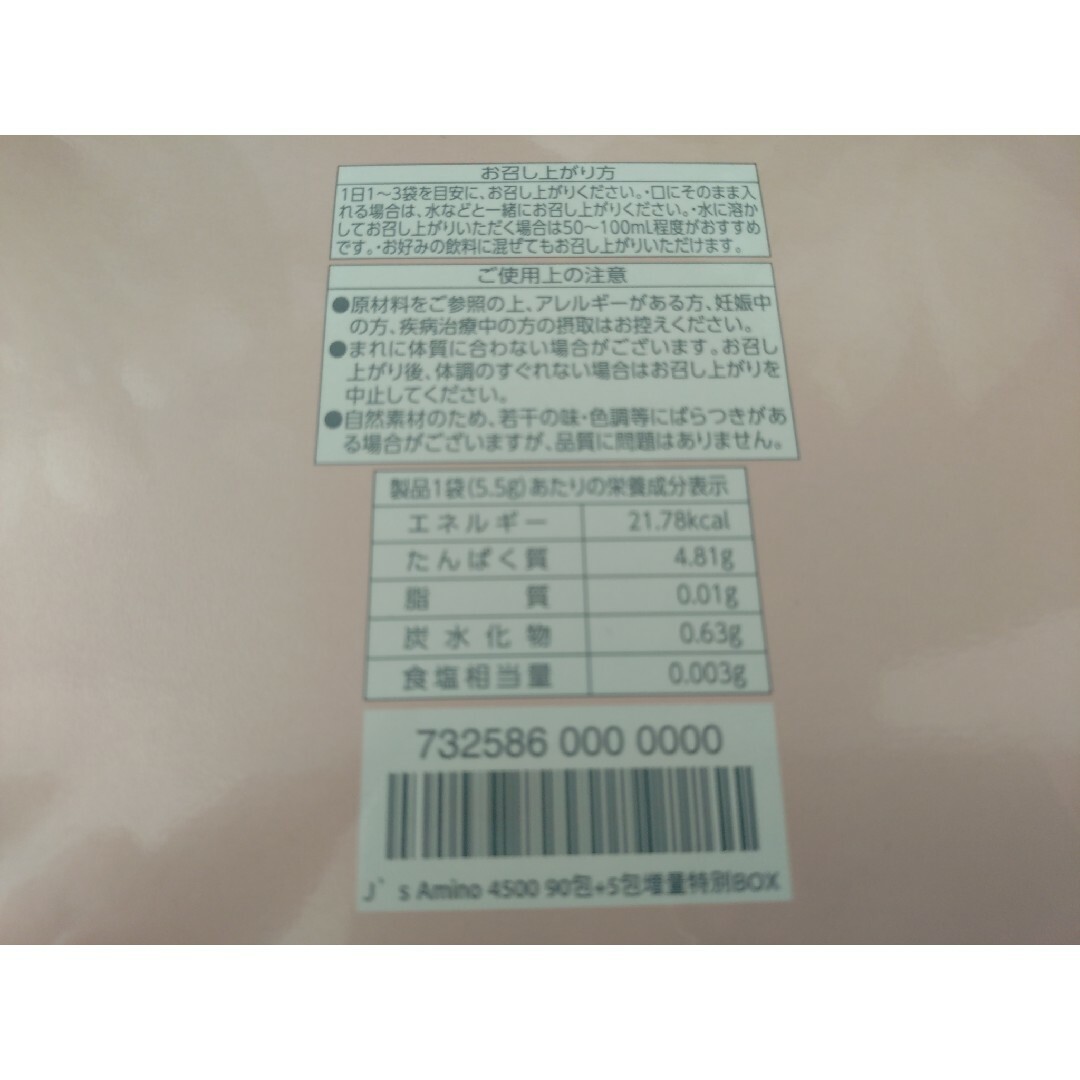 お召し上がり方
1日1～3袋を目安に、お召し上がりください。・口にそのまま入
れる場合は、水などと一緒にお召し上がりください。・水に溶か
してお召し上がりいただく場合は50～100mL程度がおすすめ
です。・お好みの飲料に混ぜてもお召し上がりいただけます。
ご使用上の注意
●原材料をご参照の上、アレルギーがある方、妊娠中
の方、疾病治療中の方の摂取はお控えください。
●まれに体質に合わない場合がございます。お召し
上がり後、体調のすぐれない場合はお召し上がりを
中止してください。
●自然素材のため、若干の味・色調等にばらつきがあ
る場合がございますが、品質に問題はありません。
製品1袋(5.5g)あたりの栄養成分表示
エネルギー 21.78kcal
たんぱく質 4.81g
脂質 0.01g
炭水化物 0.63g
食塩相当量 0.003g
732586 000 0000
J`s Amino 4500 90包+5包増量特別BOX